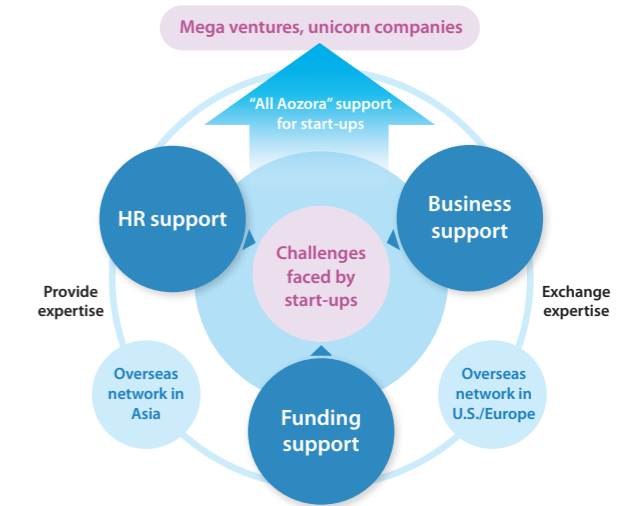 Mega ventures, unicorn companies
“All Aozora” support
for start-ups
HR support
Business
support
Challenges
faced by
start-ups
Provide
expertise
Exchange
expertise
Overseas
network in
Asia
Overseas
network in
U.S./Europe
Funding
support